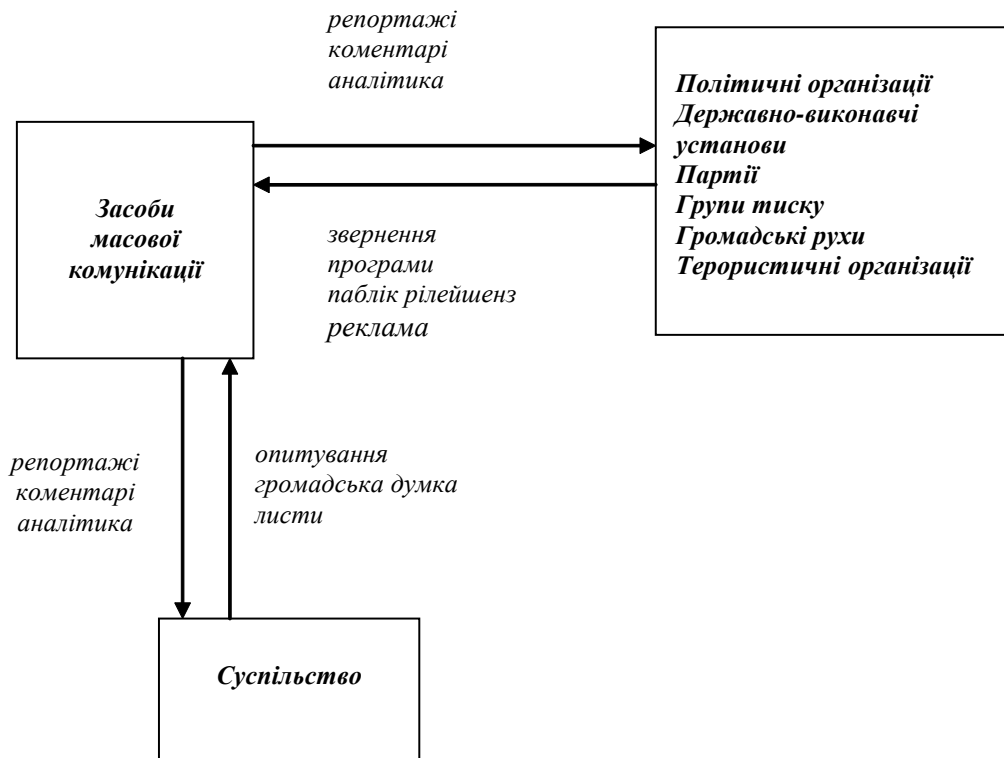 репортажі
коментарі
аналітика
Політичні організації
Державно-виконавчі
установи
Партії
Групи тиску
Громадські рухи
Терористичні організації
Засоби
масової
комунікації
звернення
програми
паблік рілейшенз
реклама
репортажі
коментарі
аналітика
опитування
громадська думка
листи
Суспільство